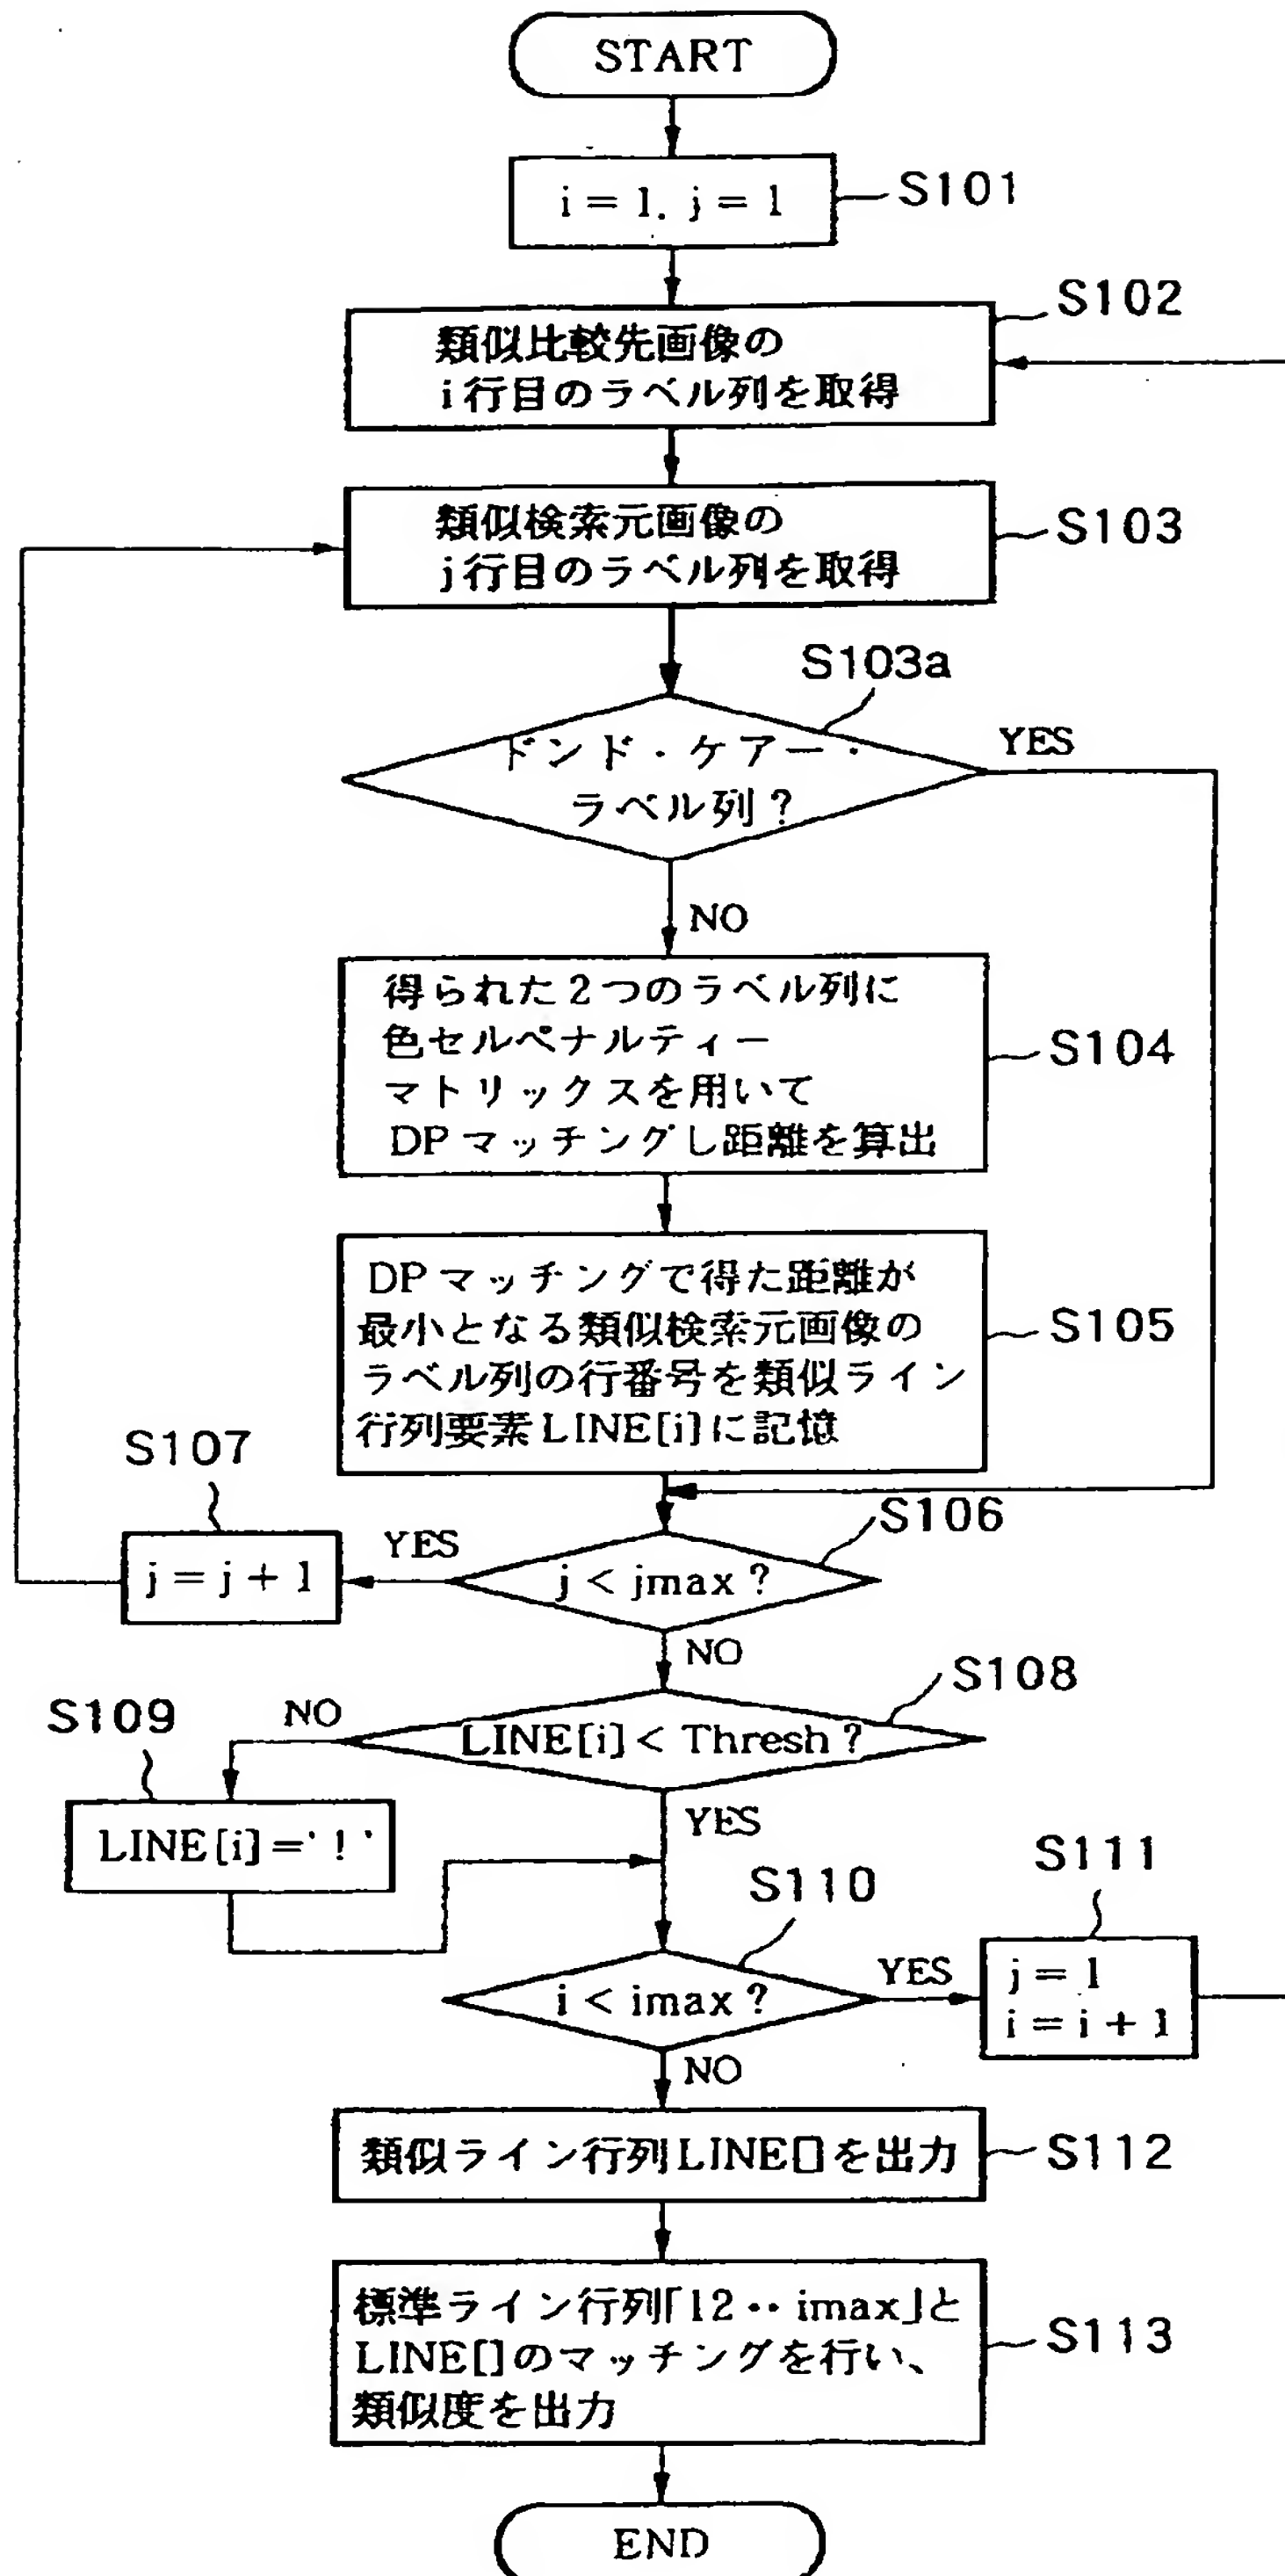 START
i = 1. j = 1
S101
S102
類似比較先画像の
i行目のラベル列を取得
類似検索元画像の
j行目のラベル列を取得
S103
S103a
ドンド・ケアー・
ラベル列?
YES
NO
得られた2つのラベル列に
色セルペナルティー
マトリックスを用いて
DPマッチングし距離を算出
S104
DPマッチングで得た距離が
最小となる類似検索元画像の
ラベル列の行番号を類似ライン
行列要素LINE[i]に記憶
S105
S107
S106
j = j + 1
YES
j < jmax ?
NO
S108
S109
NO
LINE[i] < Thresh ?
YES
LINE[i] = '!'
S110
S111
i < imax ?
YES
j = 1
i = i + 1
NO
類似ライン行列LINE[]を出力
S112
標準ライン行列「12‥imax」と
LINE[]のマッチングを行い、
類似度を出力
S113
END